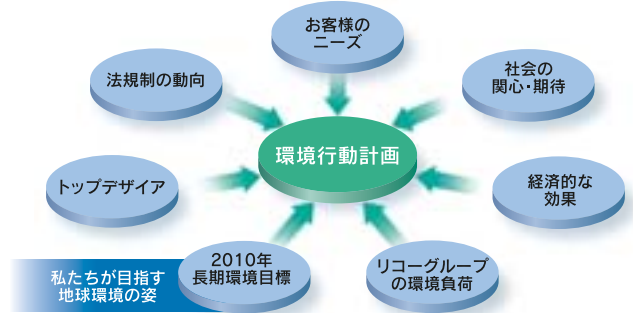 お客様の
ニーズ
法規制の動向
社会の
関心・期待
環境行動計画
トップデザイア
経済的な
効果
2010年
長期環境目標
リコーグループ
の環境負荷
私たちが目指す
地球環境の姿